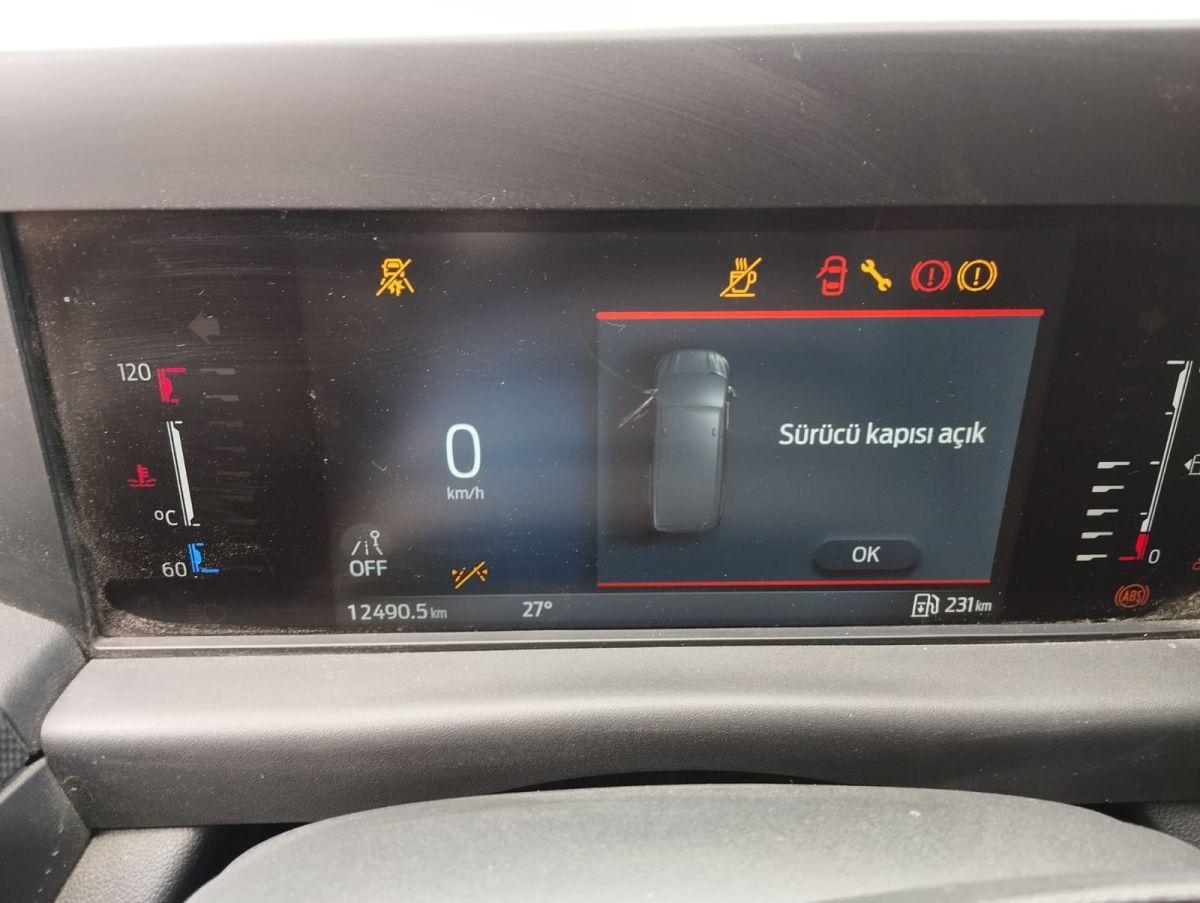 120
Sürücü kapısı açık
0
km/h
°C
OFF
OK
60
0
ABS
12490.5 km
27°
231 km